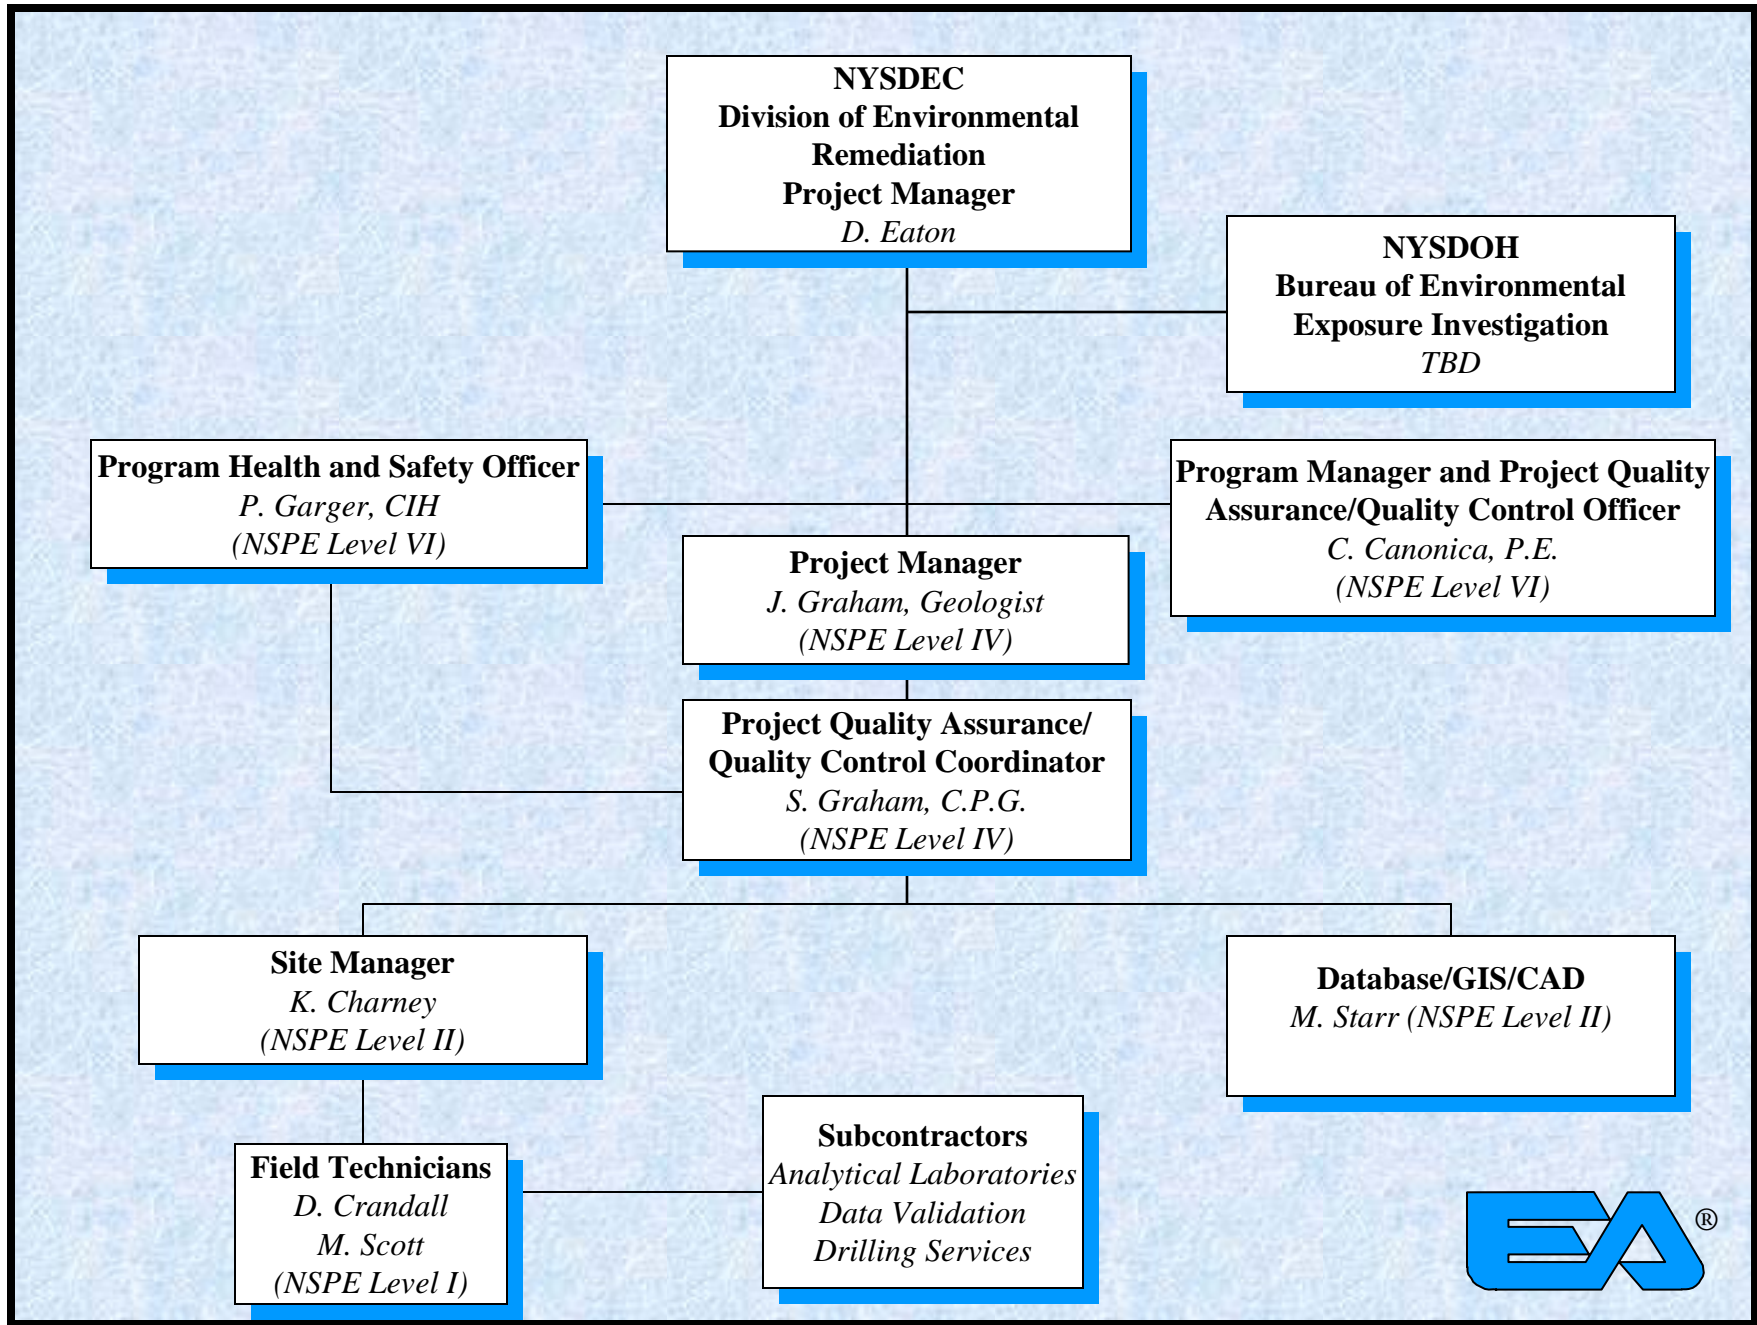 NYSDEC
Division of Environmental
Remediation
Project Manager
D. Eaton
NYSDOH
Bureau of Environmental
Exposure Investigation
TBD
Program Health and Safety Officer
P. Garger, CIH
(NSPE Level VI)
Program Manager and Project Quality
Assurance/Quality Control Officer
C. Canonica, P.E.
(NSPE Level VI)
Project Manager
J. Graham, Geologist
(NSPE Level IV)
Project Quality Assurance/
Quality Control Coordinator
S. Graham, C.P.G.
(NSPE Level IV)
Site Manager
K. Charney
(NSPE Level II)
Database/GIS/CAD
M. Starr (NSPE Level II)
Field Technicians
D. Crandall
M. Scott
(NSPE Level I)
Subcontractors
Analytical Laboratories
Data Validation
Drilling Services
EA®